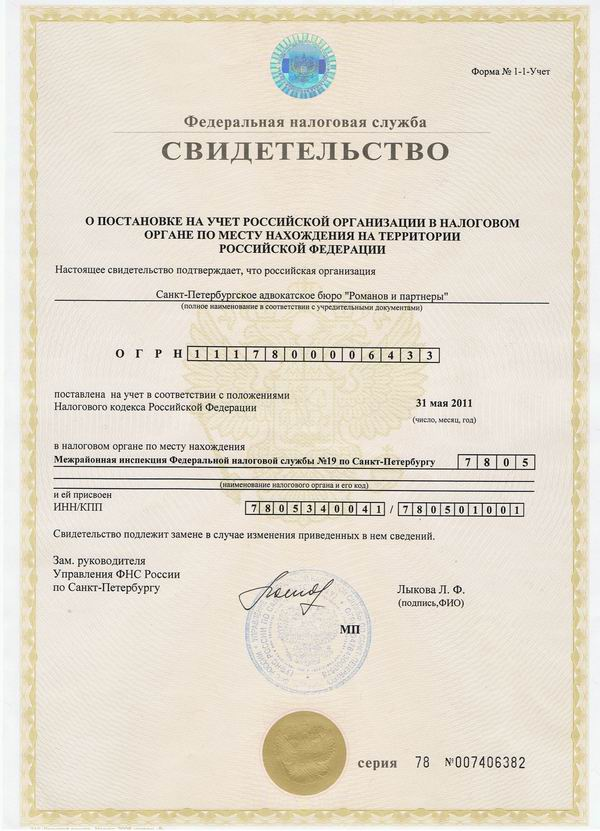 Форма № 1-1-Учет
Федеральная налоговая служба
СВИДЕТЕЛЬСТВО
О ПОСТАНОВКЕ НА УЧЕТ РОССИЙСКОЙ ОРГАНИЗАЦИИ В НАЛОГОВОМ
ОРГАНЕ ПО МЕСТУ НАХОЖДЕНИЯ НА ТЕРРИТОРИИ
РОССИЙСКОЙ ФЕДЕРАЦИИ
Настоящее свидетельство подтверждает, что российская организация
Санкт-Петербургское адвокатское бюро "Романов и партнеры"
(полное наименование в соответствии с учредительными документами)
О Г Р Н 1 1 1 7 8 0 0 0 0 6 4 3 3
поставлена на учет в соответствии с положениями
Налогового кодекса Российской Федерации 31 мая 2011
(число, месяц, год)
в налоговом органе по месту нахождения
Межрайонная инспекция Федеральной налоговой службы №19 по Санкт-Петербургу 7 8 0 5
(наименование налогового органа и его код)
и ей присвоен
ИНН/КПП 7 8 0 5 3 4 0 0 4 1 / 7 8 0 5 0 1 0 0 1
Свидетельство подлежит замене в случае изменения приведенных в нем сведений.
Зам. руководителя
Управления ФНС России
по Санкт-Петербургу
Лыкова Л. Ф.
(подпись,ФИО)
МП
серия 78 №007406382